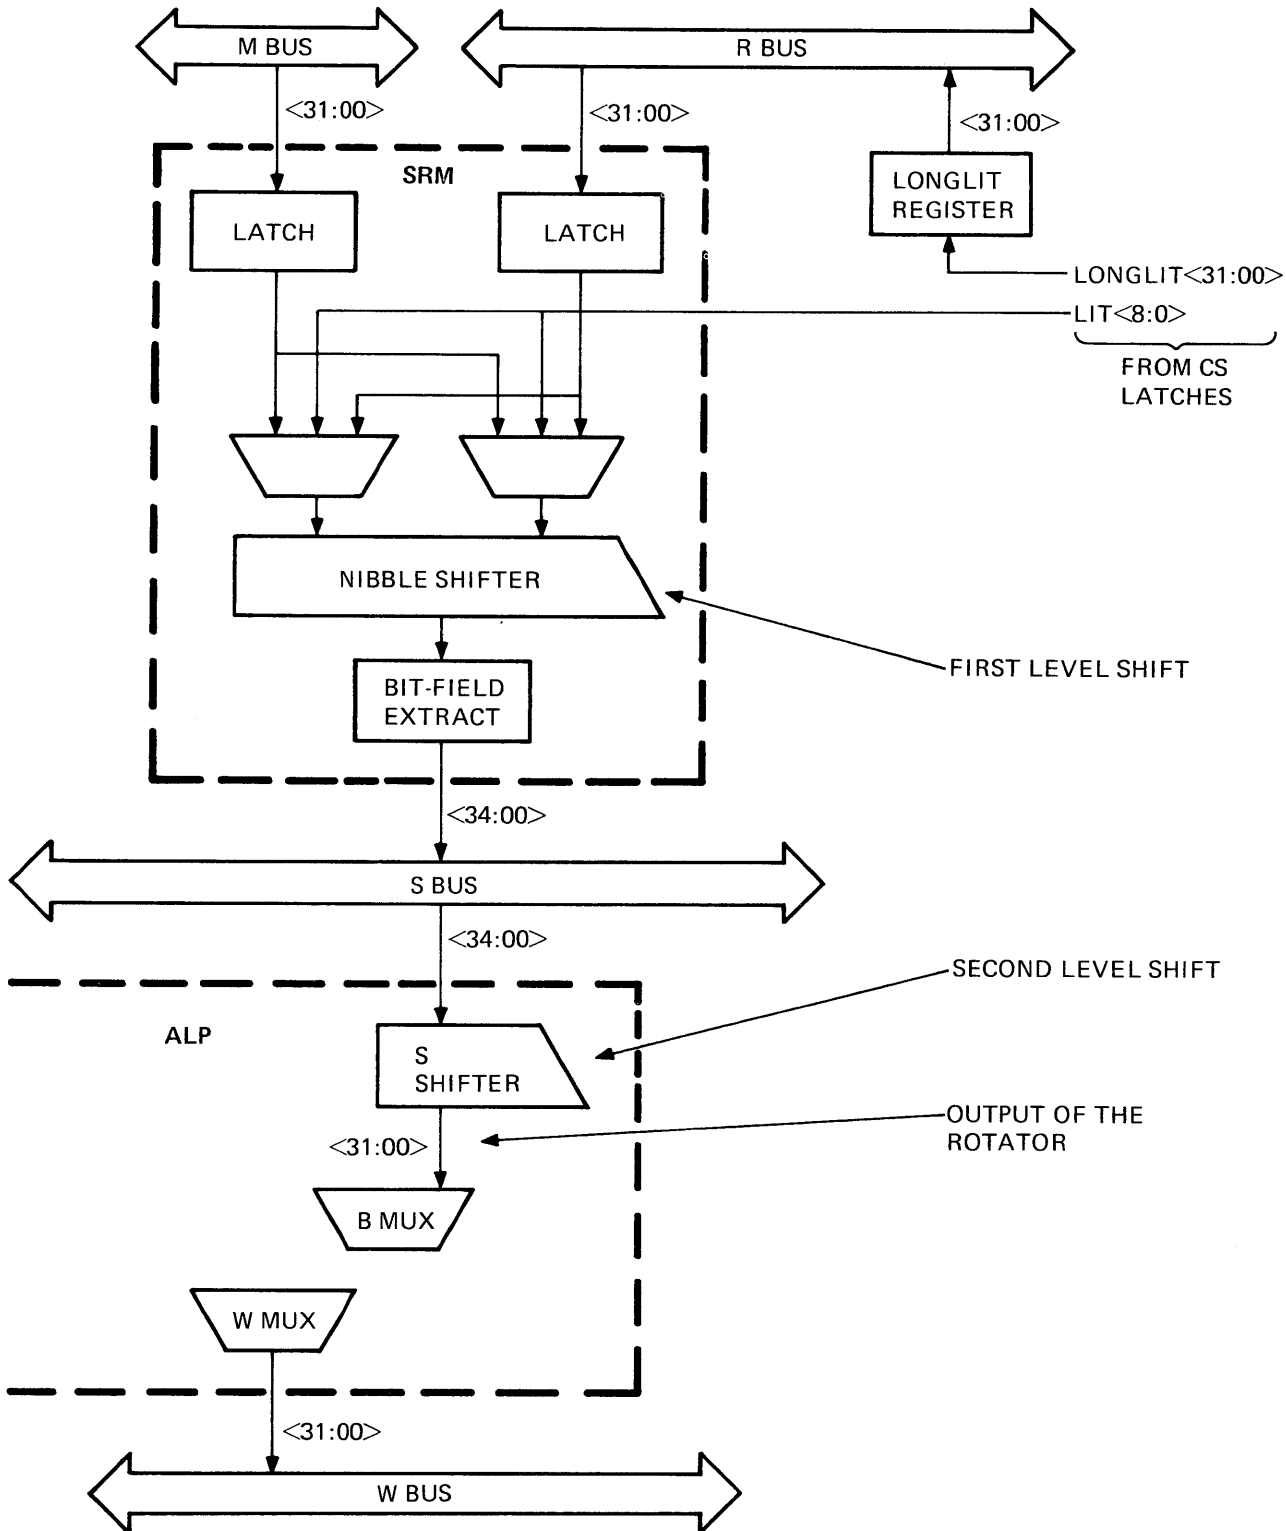 M BUS
R BUS
<31:00>
<31:00>
<31:00>
SRM
LATCH
LATCH
LONGLIT
REGISTER
LONGLIT<31:00>
LIT<8:0>
FROM CS
LATCHES
NIBBLE SHIFTER
FIRST LEVEL SHIFT
BIT-FIELD
EXTRACT
<34:00>
S BUS
<34:00>
SECOND LEVEL SHIFT
ALP
S
SHIFTER
OUTPUT OF THE
ROTATOR
<31:00>
B MUX
W MUX
<31:00>
W BUS